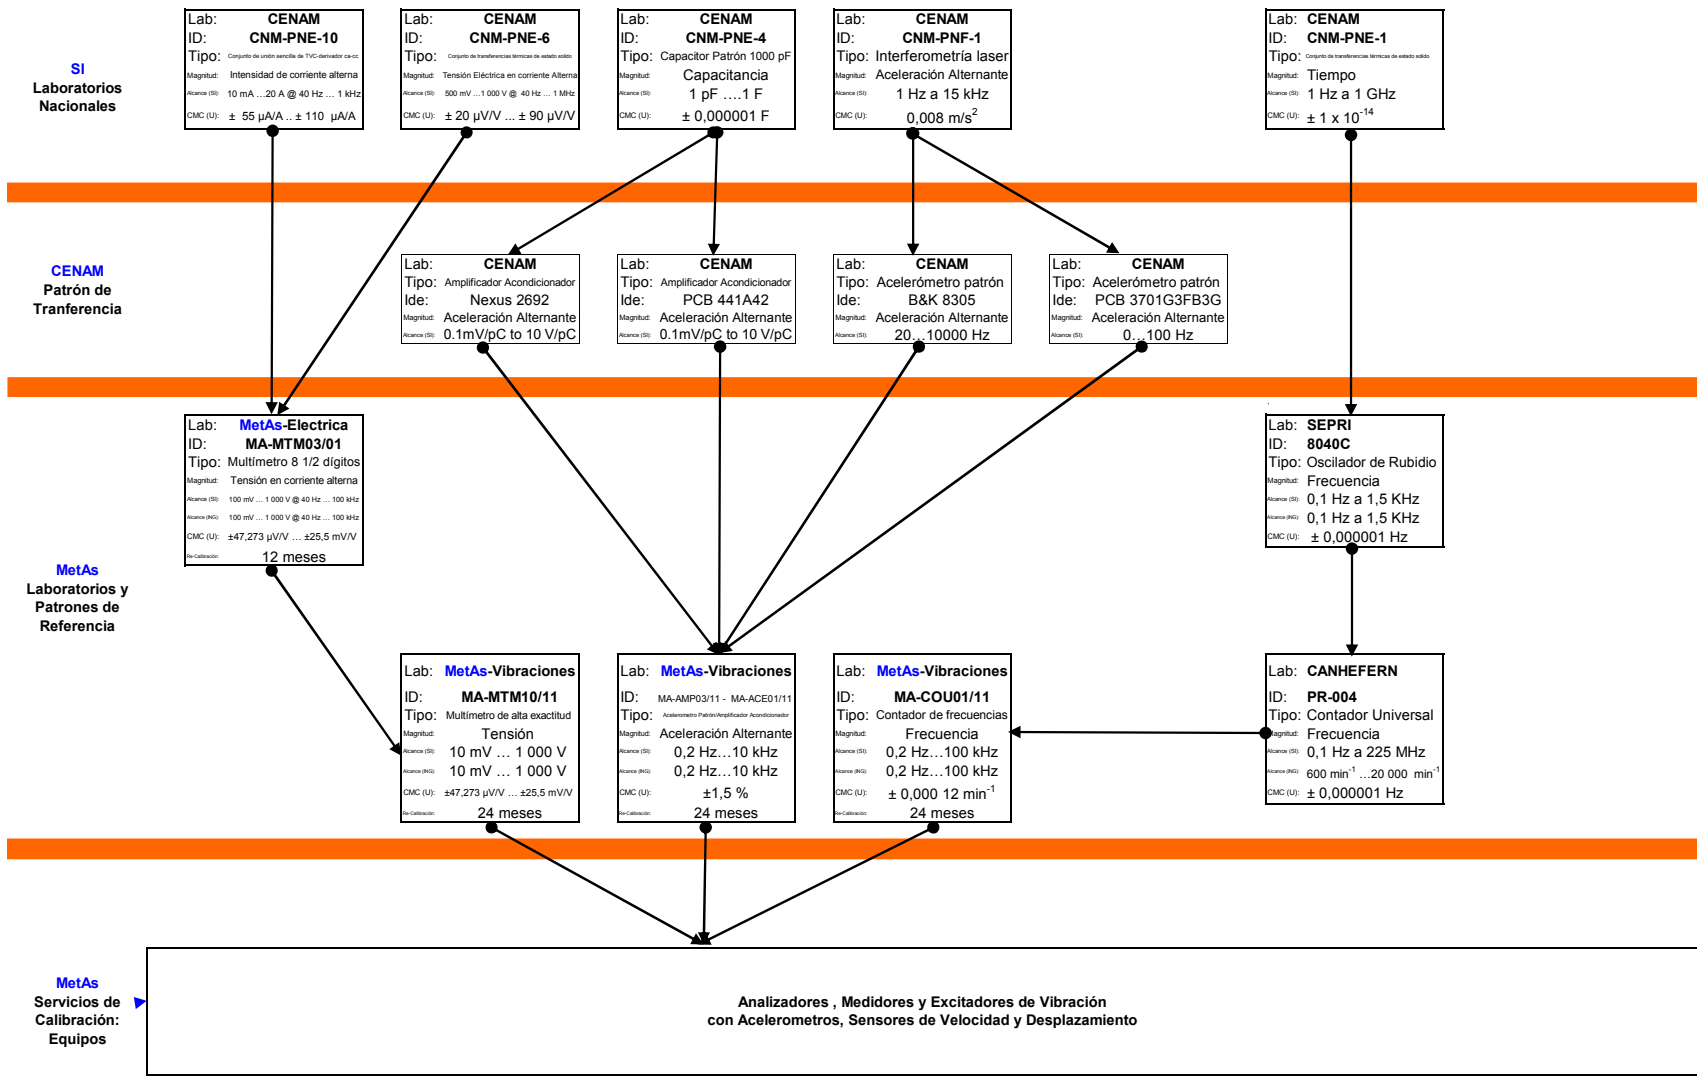 SI
Laboratorios
Nacionales
Lab: CENAM
ID: CNM-PNE-10
Tipo: Conjunto de unión sencilla de TVC-derivador ca-cc
Magnitud: Intensidad de corriente alterna
Alcance (SI): 10 mA ...20 A @ 40 Hz ... 1 kHz
CMC (U): ± 55 µA/A .. ± 110 µA/A
Lab: CENAM
ID: CNM-PNE-6
Tipo: Conjunto de transferencias térmicas de estado solido
Magnitud: Tensión Eléctrica en corriente Alterna
Alcance (SI): 500 mV ...1 000 V @ 40 Hz ... 1 MHz
CMC (U): ± 20 µV/V ... ± 90 µV/V
Lab: CENAM
ID: CNM-PNE-4
Tipo: Capacitor Patrón 1000 pF
Magnitud: Capacitancia
Alcance (SI): 1 pF ....1 F
CMC (U): ± 0,000001 F
Lab: CENAM
ID: CNM-PNF-1
Tipo: Interferometría laser
Magnitud: Aceleración Alternante
Alcance (SI): 1 Hz a 15 kHz
CMC (U): 0,008 m/s²
Lab: CENAM
ID: CNM-PNE-1
Tipo: Conjunto de transferencias térmicas de estado solido
Magnitud: Tiempo
Alcance (SI): 1 Hz a 1 GHz
CMC (U): ± 1 x 10⁻¹⁴
CENAM
Patrón de
Tranferencia
Lab: CENAM
Tipo: Amplificador Acondicionador
Ide: Nexus 2692
Magnitud: Aceleración Alternante
Alcance (SI): 0.1mV/pC to 10 V/pC
Lab: CENAM
Tipo: Amplificador Acondicionador
Ide: PCB 441A42
Magnitud: Aceleración Alternante
Alcance (SI): 0.1mV/pC to 10 V/pC
Lab: CENAM
Tipo: Acelerómetro patrón
Ide: B&K 8305
Magnitud: Aceleración Alternante
Alcance (SI): 20...10000 Hz
Lab: CENAM
Tipo: Acelerómetro patrón
Ide: PCB 3701G3FB3G
Magnitud: Aceleración Alternante
Alcance (SI): 0...100 Hz
MetAs
Laboratorios y
Patrones de
Referencia
Lab: MetAs-Electrica
ID: MA-MTM03/01
Tipo: Multímetro 8 1/2 dígitos
Magnitud: Tensión en corriente alterna
Alcance (SI): 100 mV ... 1 000 V @ 40 Hz ... 100 kHz
Alcance (ING): 100 mV ... 1 000 V @ 40 Hz ... 100 kHz
CMC (U): ±47,273 µV/V ... ±25,5 mV/V
Re-Calibración: 12 meses
Lab: SEPRI
ID: 8040C
Tipo: Oscilador de Rubidio
Magnitud: Frecuencia
Alcance (SI): 0,1 Hz a 1,5 KHz
Alcance (ING): 0,1 Hz a 1,5 KHz
CMC (U): ± 0,000001 Hz
Lab: MetAs-Vibraciones
ID: MA-MTM10/11
Tipo: Multímetro de alta exactitud
Magnitud: Tensión
Alcance (SI): 10 mV ... 1 000 V
Alcance (ING): 10 mV ... 1 000 V
CMC (U): ±47,273 µV/V ... ±25,5 mV/V
Re-Calibración: 24 meses
Lab: MetAs-Vibraciones
ID: MA-AMP03/11 - MA-ACE01/11
Tipo: Acelerometro Patrón/Amplificador Acondicionador
Magnitud: Aceleración Alternante
Alcance (SI): 0,2 Hz...10 kHz
Alcance (ING): 0,2 Hz...10 kHz
CMC (U): ±1,5 %
Re-Calibración: 24 meses
Lab: MetAs-Vibraciones
ID: MA-COU01/11
Tipo: Contador de frecuencias
Magnitud: Frecuencia
Alcance (SI): 0,2 Hz...100 kHz
Alcance (ING): 0,2 Hz...100 kHz
CMC (U): ± 0,000 12 min⁻¹
Re-Calibración: 24 meses
Lab: CANHEFERN
ID: PR-004
Tipo: Contador Universal
Magnitud: Frecuencia
Alcance (SI): 0,1 Hz a 225 MHz
Alcance (ING): 600 min⁻¹ ...20 000 min⁻¹
CMC (U): ± 0,000001 Hz
MetAs
Servicios de
Calibración:
Equipos
Analizadores , Medidores y Excitadores de Vibración
con Acelerometros, Sensores de Velocidad y Desplazamiento